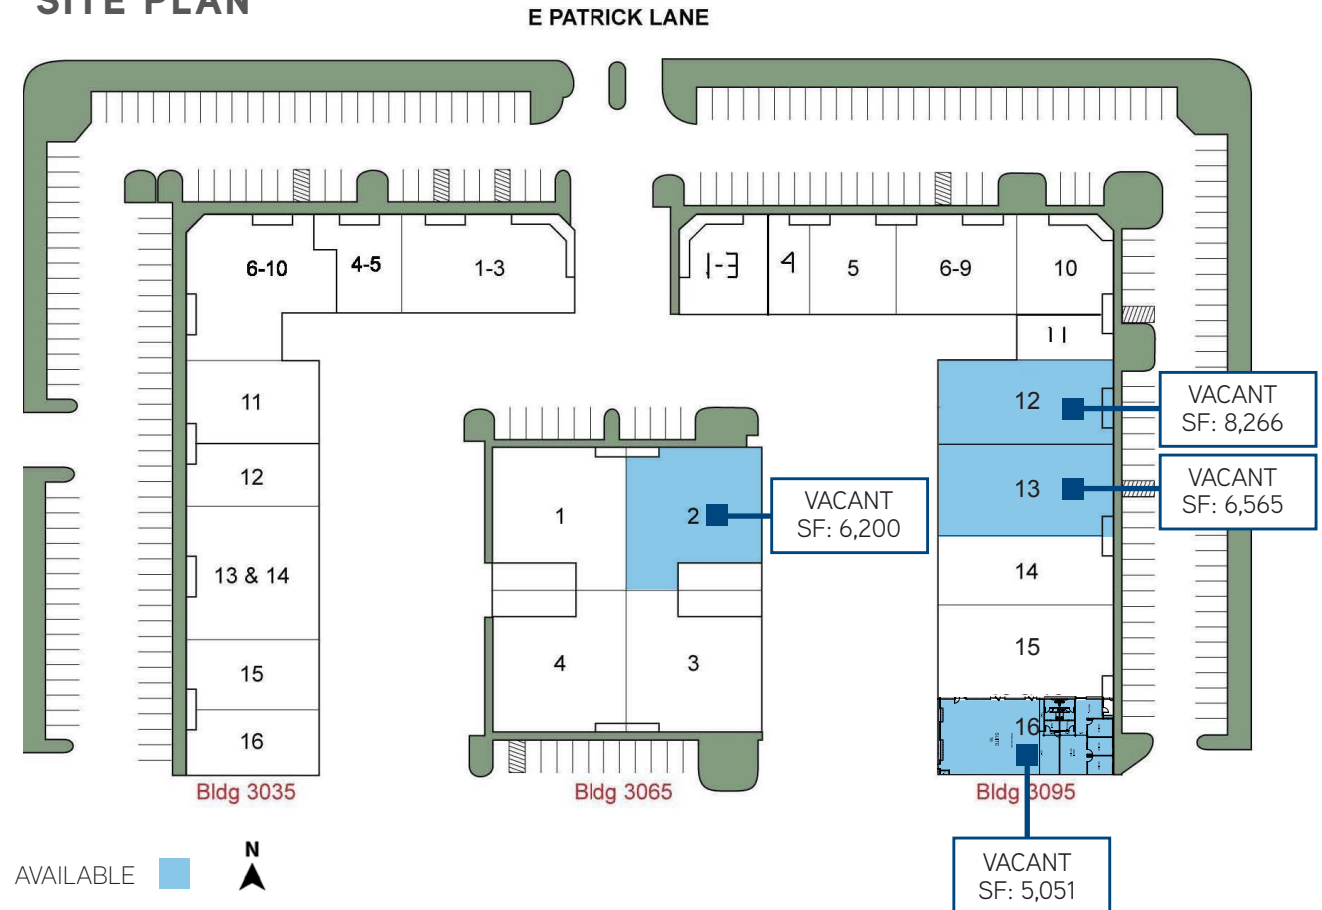 SITE PLAN
E PATRICK LANE
6-10
4-5
1-3
1-3
4
5
6-9
10
11
11
12
13 & 14
15
16
Bldg 3035
1
2
4
3
Bldg 3065
VACANT
SF: 6,200
12
13
14
15
16
Bldg 3095
VACANT
SF: 8,266
VACANT
SF: 6,565
VACANT
SF: 5,051
AVAILABLE
N